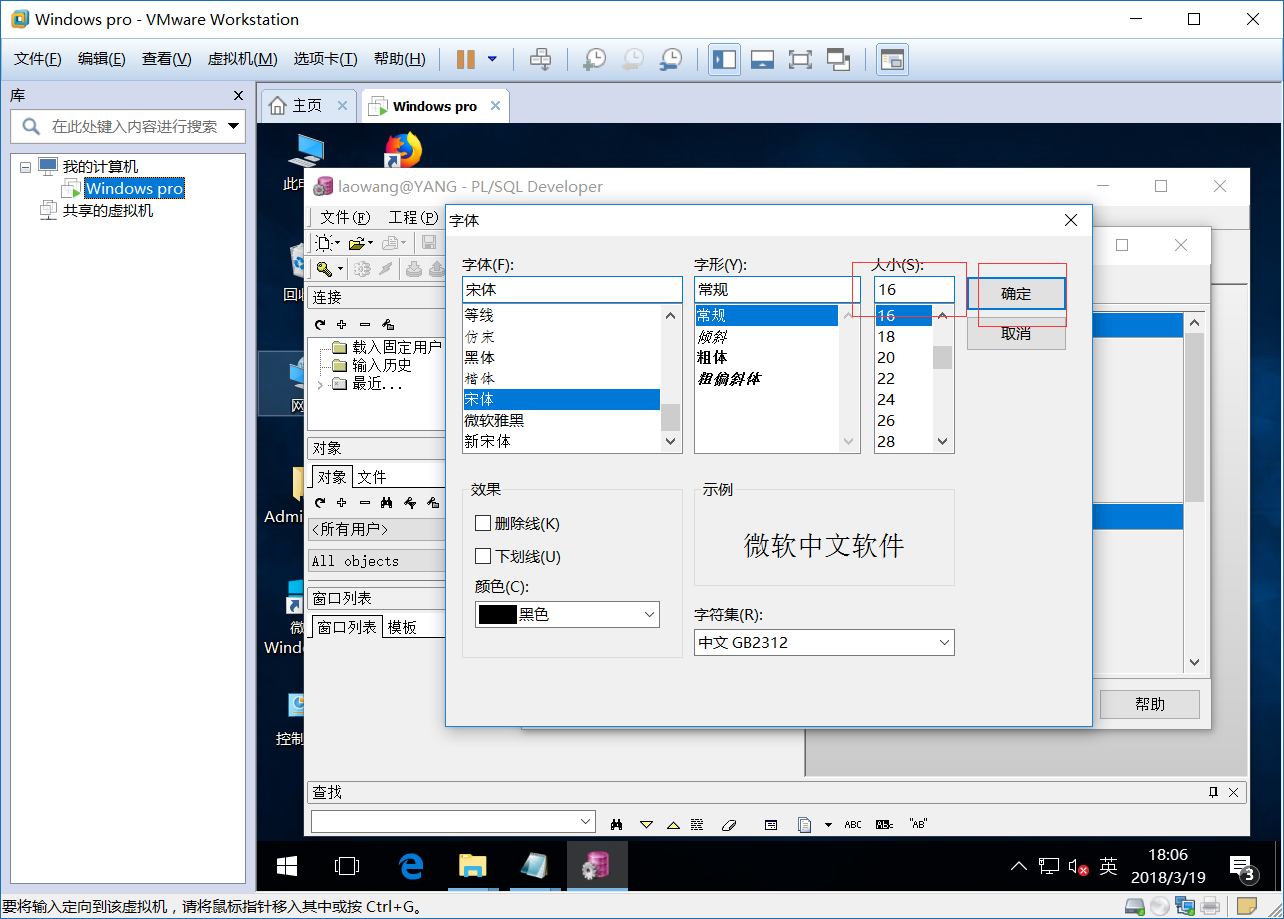 Windows pro - VMware Workstation
文件(F) 编辑(E) 查看(V) 虚拟机(M) 选项卡(T) 帮助(H)
库
在此处键入内容进行搜索
我的计算机
Windows pro
共享的虚拟机
主页
Windows pro
此电
回收
网
Admi
微
Windo
控制
laowang@YANG - PL/SQL Developer
文件(F) 工程(P)
连接
载入固定用户
输入历史
最近...
对象
对象 文件
<所有用户>
All objects
窗口列表
窗口列表 模板
字体
字体(F):
宋体
等线
仿宋
黑体
楷体
宋体
微软雅黑
新宋体
字形(Y):
常规
常规
倾斜
粗体
粗偏斜体
大小(S):
16
16
18
20
22
24
26
28
确定
取消
效果
删除线(K)
下划线(U)
颜色(C):
黑色
示例
微软中文软件
字符集(R):
中文 GB2312
帮助
查找
ABC
"AB"
英
18:06
2018/3/19
3
要将输入定向到该虚拟机，请将鼠标指针移入其中或按 Ctrl+G。